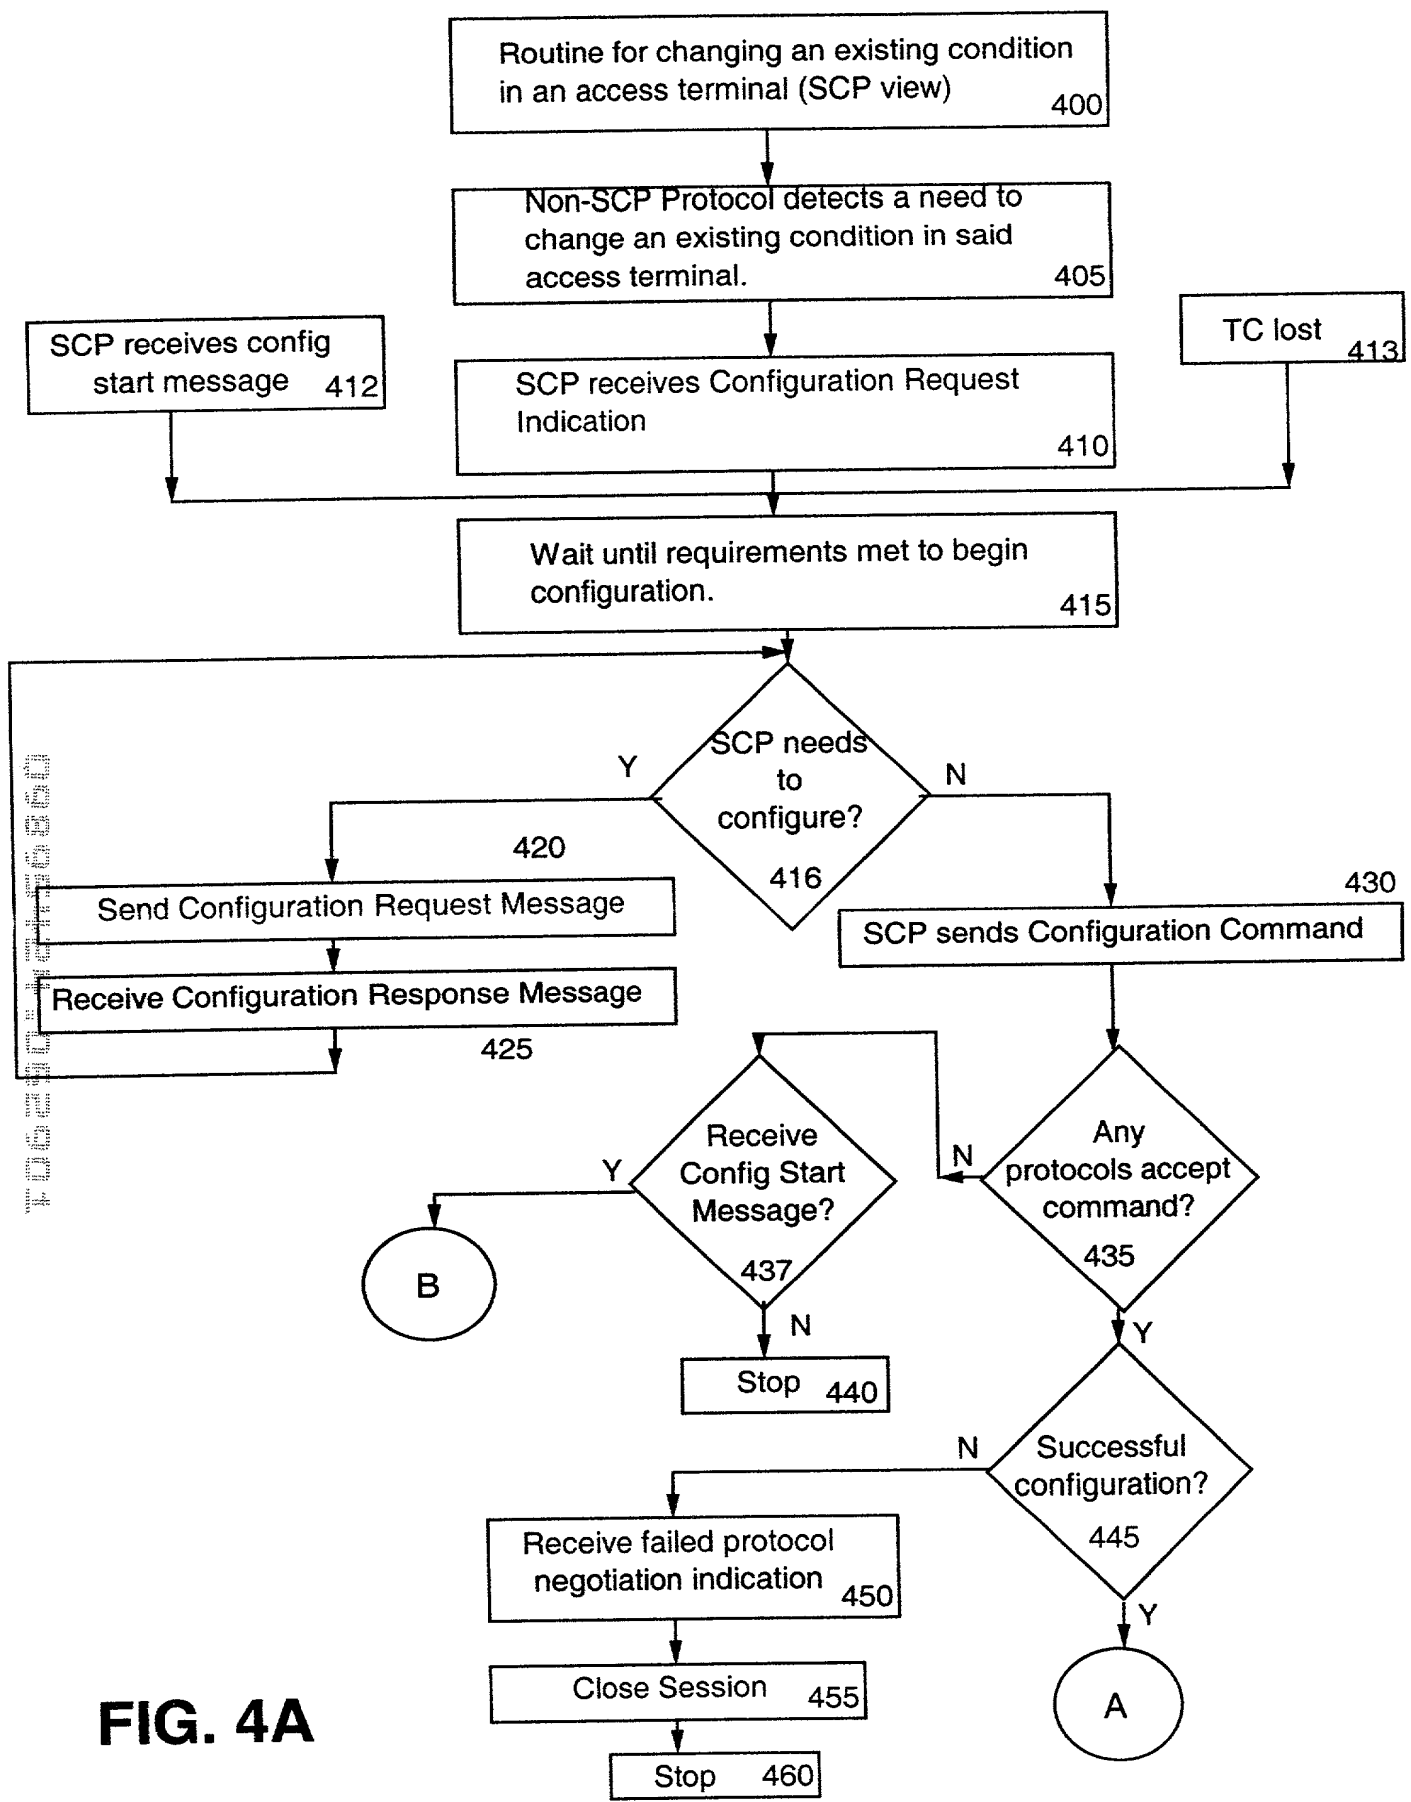 Routine for changing an existing condition
in an access terminal (SCP view)
400
Non-SCP Protocol detects a need to
change an existing condition in said
access terminal.
405
SCP receives config
start message
412
TC lost
413
SCP receives Configuration Request
Indication
410
Wait until requirements met to begin
configuration.
415
SCP needs
to
configure?
416
Y
N
420
Send Configuration Request Message
430
SCP sends Configuration Command
Receive Configuration Response Message
425
Any
protocols accept
command?
435
N
Y
Receive
Config Start
Message?
437
Y
N
B
Stop
440
Successful
configuration?
445
N
Y
Receive failed protocol
negotiation indication
450
Close Session
455
Stop
460
A
FIG. 4A